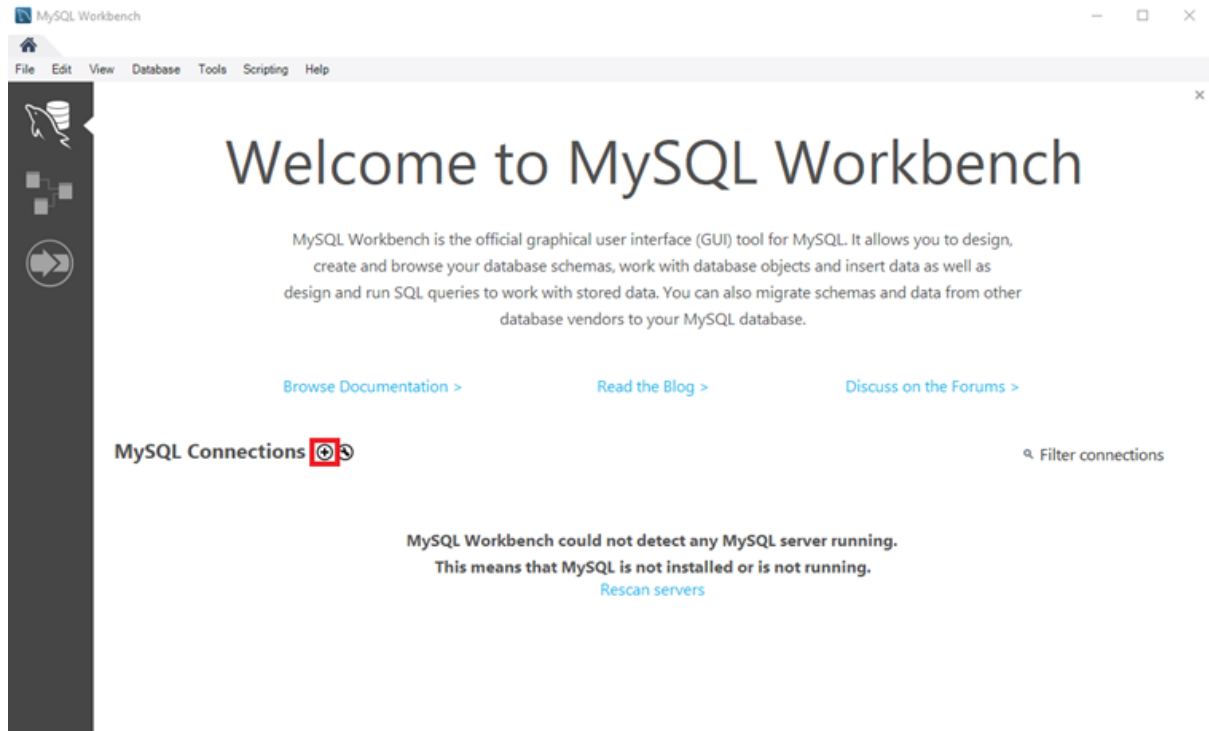 MySQL Workbench
File Edit View Database Tools Scripting Help
Welcome to MySQL Workbench
MySQL Workbench is the official graphical user interface (GUI) tool for MySQL. It allows you to design,
create and browse your database schemas, work with database objects and insert data as well as
design and run SQL queries to work with stored data. You can also migrate schemas and data from other
database vendors to your MySQL database.
Browse Documentation > Read the Blog > Discuss on the Forums >
MySQL Connections Filter connections
MySQL Workbench could not detect any MySQL server running.
This means that MySQL is not installed or is not running.
Rescan servers